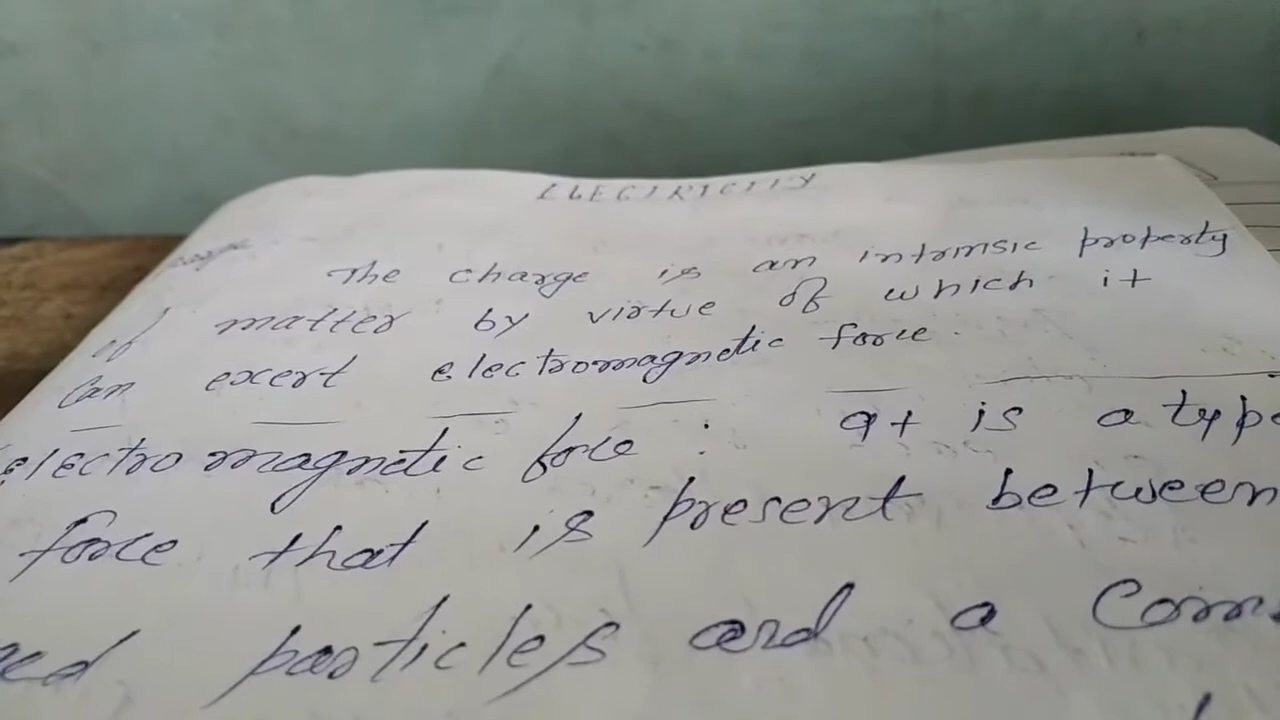 ELECTRICITY
The charge is an intrinsic property
of matter by virtue of which it
Can excert electromagnetic force.
electromagnetic force : It is a type
force that is present between
particles and a